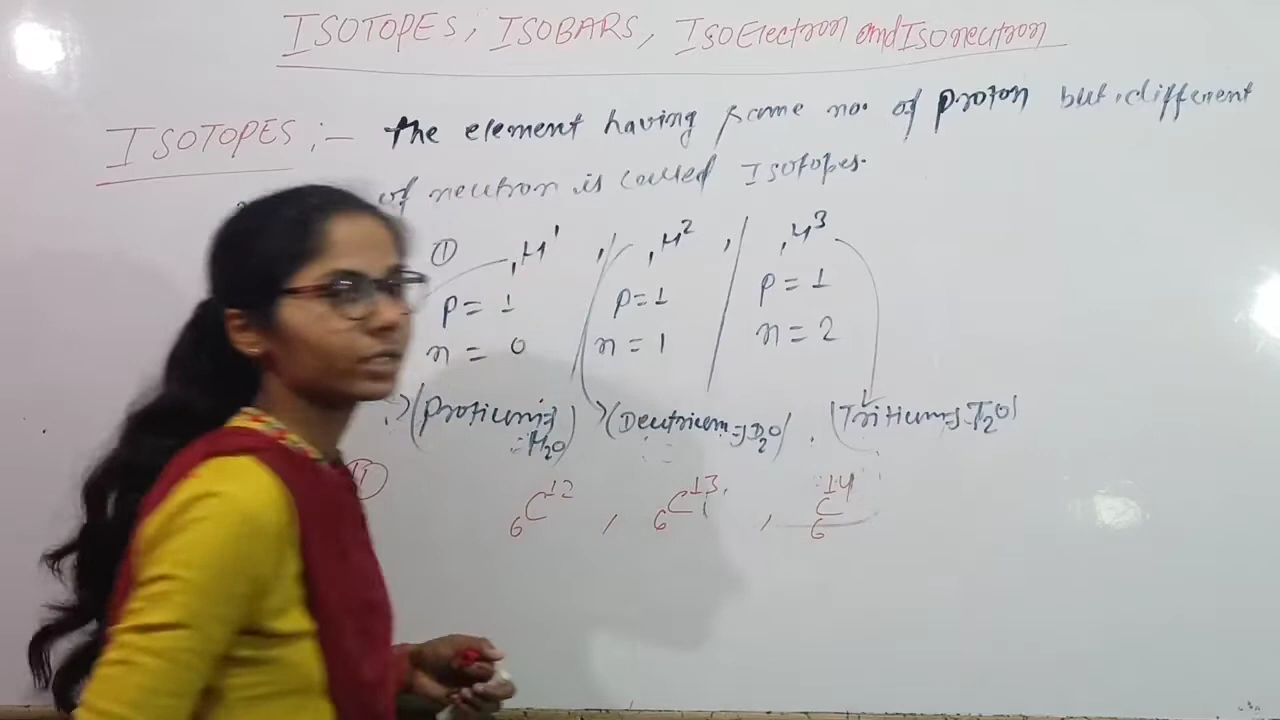 ISOTOPES, ISOBARS, IsoElectron and Isoneutron
ISOTOPES :- The element having same no. of proton but different
of neutron is called Isotopes.
① ₁H¹ , ₁H² , ₁H³
P = 1 P = 1 P = 1
n = 0 n = 1 n = 2
(Protium ⇒ H₂O) (Deutrium ⇒ D₂O) , (Tritium ⇒ T₂O)
II ₆C¹² , ₆C¹³ , ₆C¹⁴